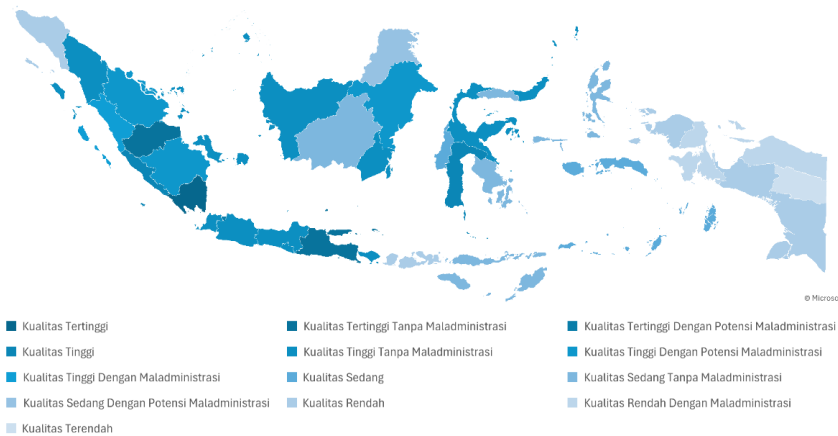 © Microso
Kualitas Tertinggi
Kualitas Tertinggi Tanpa Maladministrasi
Kualitas Tertinggi Dengan Potensi Maladministrasi
Kualitas Tinggi
Kualitas Tinggi Tanpa Maladministrasi
Kualitas Tinggi Dengan Potensi Maladministrasi
Kualitas Tinggi Dengan Maladministrasi
Kualitas Sedang
Kualitas Sedang Tanpa Maladministrasi
Kualitas Sedang Dengan Potensi Maladministrasi
Kualitas Rendah
Kualitas Rendah Dengan Maladministrasi
Kualitas Terendah